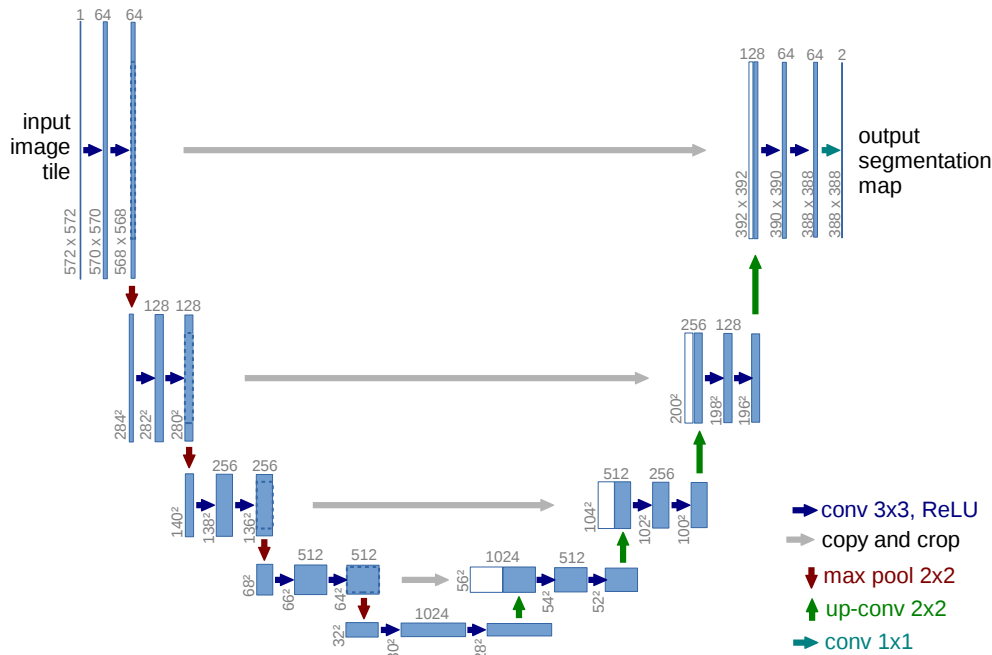 1
64
64
input
image
tile
572 x 572
570 x 570
568 x 568
128
64
64
2
392 x 392
390 x 390
388 x 388
388 x 388
output
segmentation
map
128
128
284²
282²
280²
256
128
200²
198²
196²
256
256
140²
138²
136²
512
256
104²
102²
100²
512
512
68²
66²
64²
1024
512
56²
54²
52²
1024
32²
30²
28²
conv 3x3, ReLU
copy and crop
max pool 2x2
up-conv 2x2
conv 1x1